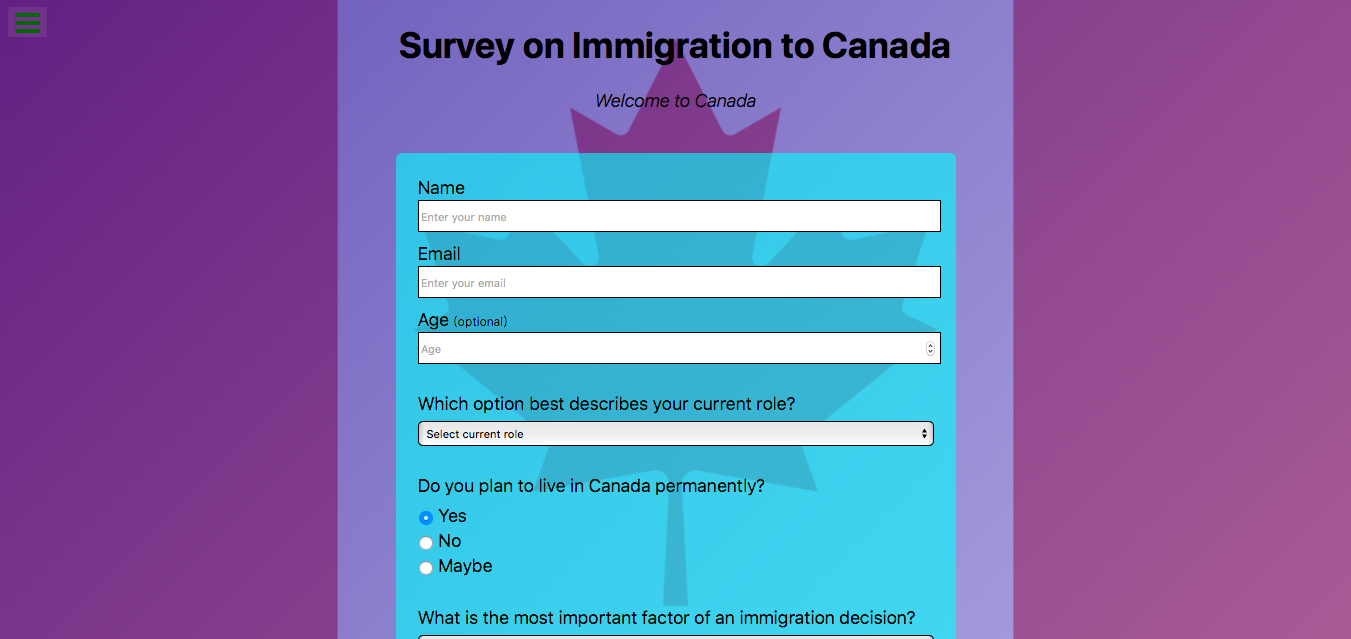 Survey on Immigration to Canada
Welcome to Canada
Name
Enter your name
Email
Enter your email
Age (optional)
Age
Which option best describes your current role?
Select current role
Do you plan to live in Canada permanently?
Yes
No
Maybe
What is the most important factor of an immigration decision?